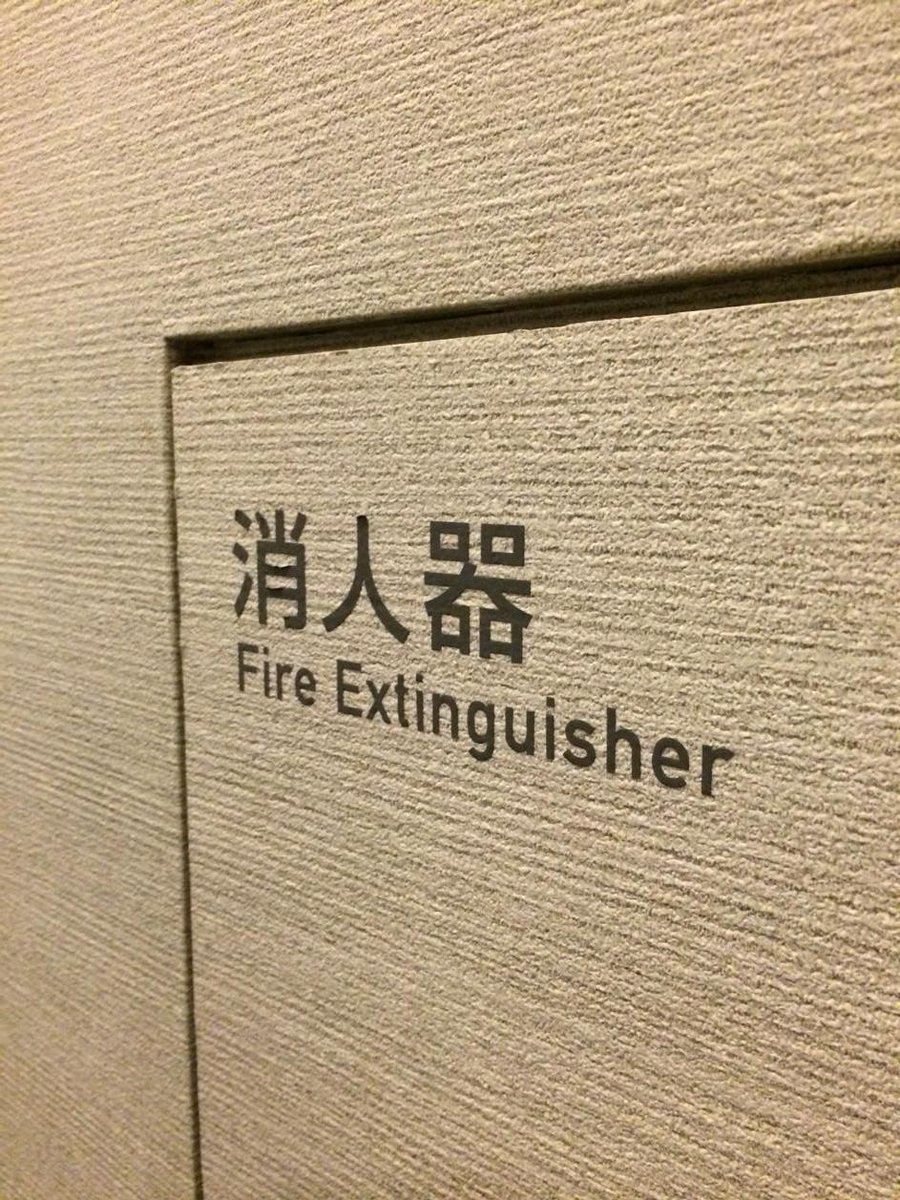 消人器
Fire Extinguisher